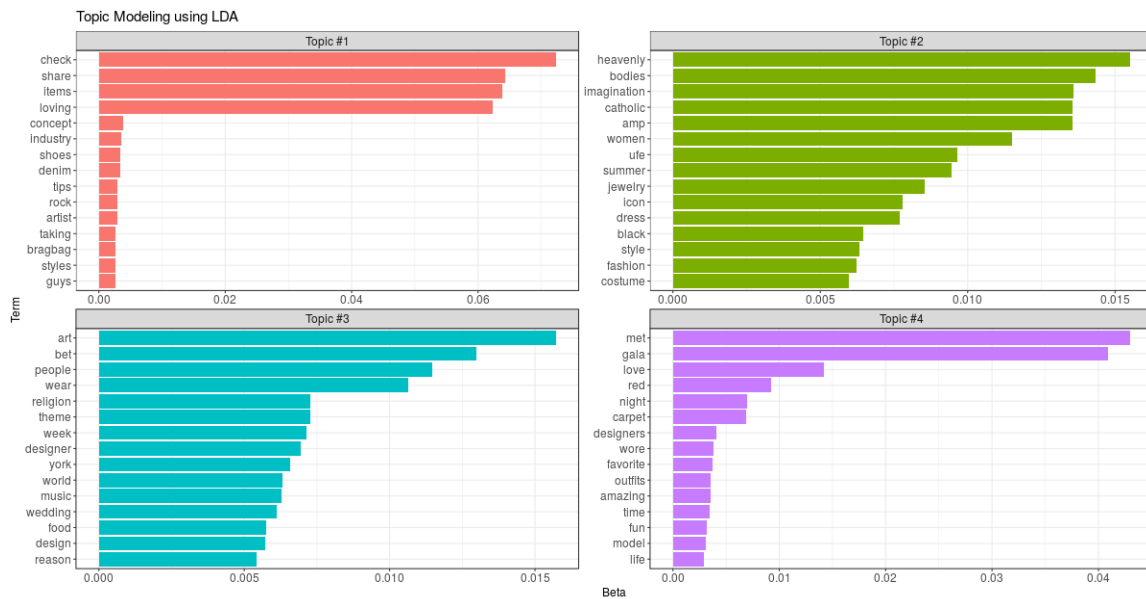 Topic Modeling using LDA
Topic #1
check
share
items
loving
concept
industry
shoes
denim
tips
rock
artist
taking
bragbag
styles
guys
0.00 0.02 0.04 0.06
Topic #2
heavenly
bodies
imagination
catholic
amp
women
ufe
summer
jewelry
icon
dress
black
style
fashion
costume
0.000 0.005 0.010 0.015
Term
Topic #3
art
bet
people
wear
religion
theme
week
designer
york
world
music
wedding
food
design
reason
0.000 0.005 0.010 0.015
Topic #4
met
gala
love
red
night
carpet
designers
wore
favorite
outfits
amazing
time
fun
model
life
0.00 0.01 0.02 0.03 0.04
Beta